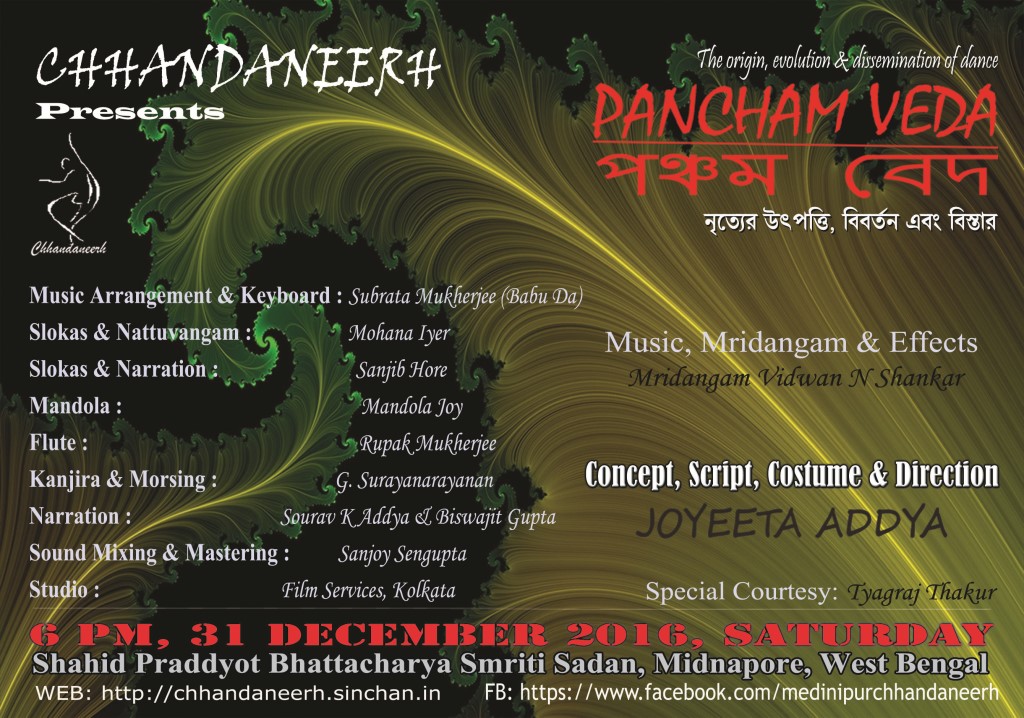 CHHANDANEERH
Presents
Chhandaneerh
The origin, evolution & dissemination of dance
PANCHAM VEDA
পঞ্চম বেদ
নৃত্যের উৎপত্তি, বিবর্তন এবং বিস্তার
Music Arrangement & Keyboard : Subrata Mukherjee (Babu Da)
Slokas & Nattuvangam : Mohana Iyer
Slokas & Narration : Sanjib Hore
Mandola : Mandola Joy
Flute : Rupak Mukherjee
Kanjira & Morsing : G. Surayanarayanan
Narration : Sourav K Addya & Biswajit Gupta
Sound Mixing & Mastering : Sanjoy Sengupta
Studio : Film Services, Kolkata
Music, Mridangam & Effects
Mridangam Vidwan N Shankar
Concept, Script, Costume & Direction
JOYEETA ADDYA
Special Courtesy: Tyagraj Thakur
6 PM, 31 DECEMBER 2016, SATURDAY
Shahid Praddyot Bhattacharya Smriti Sadan, Midnapore, West Bengal
WEB: http://chhandaneerh.sinchan.in FB: https://www.facebook.com/medinipurchhandaneerh